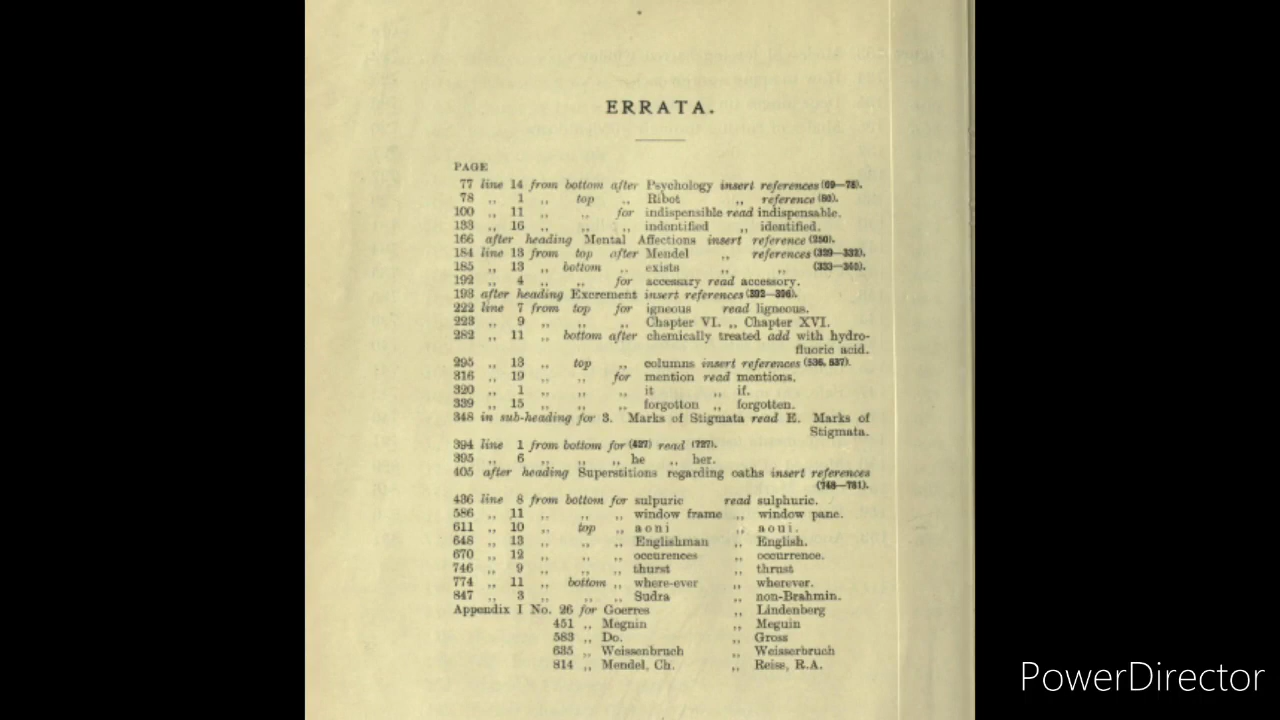 ERRATA.
PAGE
77 line 14 from bottom after Psychology insert references (69—78).
78 ,, 1 ,, top ,, Ribot ,, reference (80).
100 ,, 11 ,, ,, for indispensible read indispensable.
133 ,, 16 ,, ,, ,, indontified ,, identified.
166 after heading Mental Affections insert reference (250).
184 line 13 from top after Mendel ,, references (329—332).
185 ,, 13 ,, bottom ,, exists ,, ,,
192 ,, 4 ,, ,, for accessary read accessory.
193 after heading Excrement insert references (392—396).
222 line 7 from top for igneous read ligneous.
223 ,, 9 ,, ,, ,, Chapter VI. ,, Chapter XVI.
282 ,, 11 ,, bottom after chemically treated add with hydro-
fluoric acid.
295 ,, 13 ,, top ,, columns insert references (536, 537).
316 ,, 19 ,, ,, for mention read mentions.
320 ,, 1 ,, ,, ,, it ,, if.
339 ,, 15 ,, ,, ,, forgotton ,, forgotten.
348 in sub-heading for 3. Marks of Stigmata read E. Marks of
Stigmata.
394 line 1 from bottom for (427) read (727).
395 ,, 6 ,, ,, ,, he ,, her.
405 after heading Superstitions regarding oaths insert references
(748—751).
436 line 8 from bottom for sulpuric read sulphuric.
586 ,, 11 ,, ,, ,, window frame ,, window pane.
611 ,, 10 ,, top ,, aoni ,, aoui.
648 ,, 13 ,, ,, ,, Englishman ,, English.
670 ,, 12 ,, ,, ,, occurences ,, occurrence.
746 ,, 9 ,, ,, ,, thurst ,, thrust
774 ,, 11 ,, bottom ,, where-ever ,, wherever.
847 ,, 3 ,, ,, ,, Sudra ,, non-Brahmin.
Appendix I No. 26 for Goerres ,, Lindenberg
451 ,, Megnin ,, Meguin
583 ,, Do. ,, Gross
635 ,, Weissenbruch ,, Weisserbruch
814 ,, Mendel, Ch. ,, Reiss, R.A.
PowerDirector